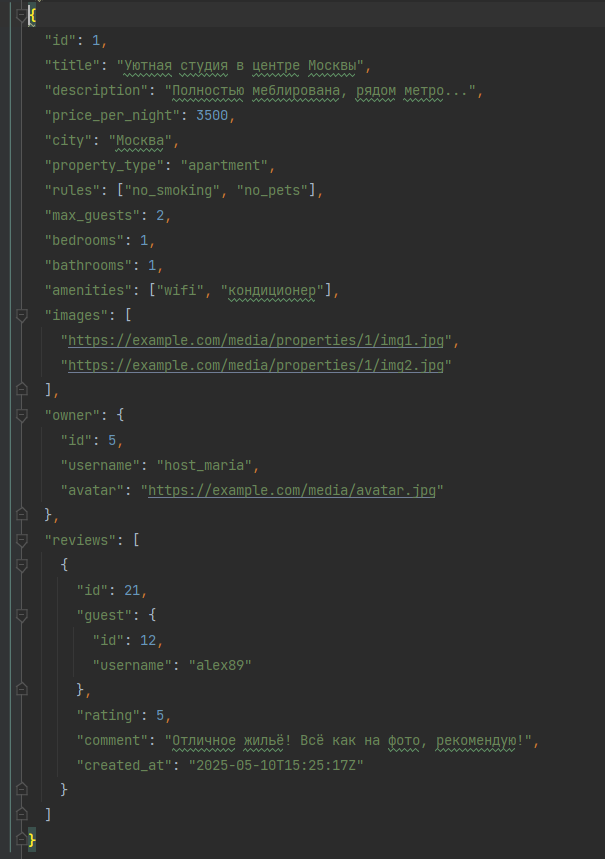 {
"id": 1,
"title": "Уютная студия в центре Москвы",
"description": "Полностью меблирована, рядом метро...",
"price_per_night": 3500,
"city": "Москва",
"property_type": "apartment",
"rules": ["no_smoking", "no_pets"],
"max_guests": 2,
"bedrooms": 1,
"bathrooms": 1,
"amenities": ["wifi", "кондиционер"],
"images": [
"https://example.com/media/properties/1/img1.jpg",
"https://example.com/media/properties/1/img2.jpg"
],
"owner": {
"id": 5,
"username": "host_maria",
"avatar": "https://example.com/media/avatar.jpg"
},
"reviews": [
{
"id": 21,
"guest": {
"id": 12,
"username": "alex89"
},
"rating": 5,
"comment": "Отличное жильё! Всё как на фото, рекомендую!",
"created_at": "2025-05-10T15:25:17Z"
}
]
}